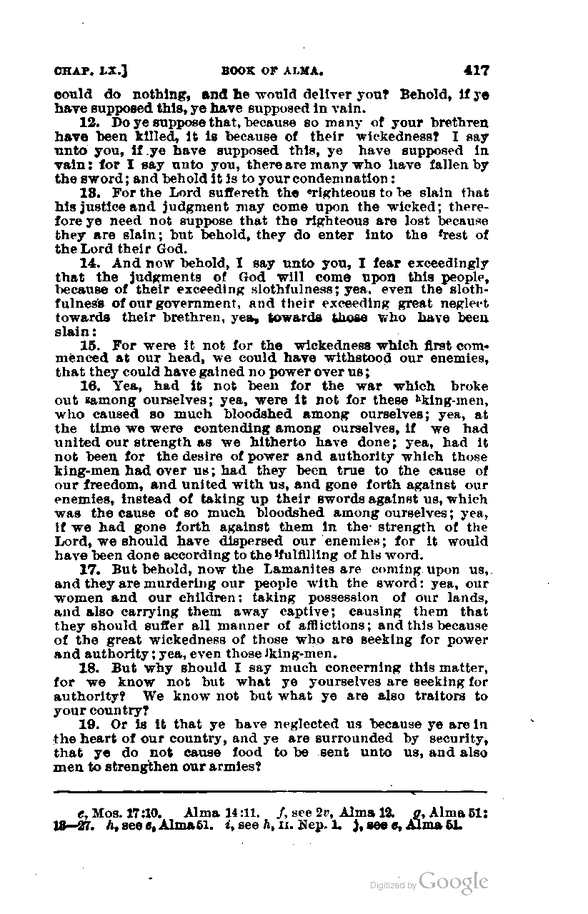 CHAP. LX.] BOOK OF ALMA. 417
could do nothing, and he would deliver you? Behold, if ye
have supposed this, ye have supposed in vain.
12. Do ye suppose that, because so many of your brethren
have been killed, it is because of their wickedness? I say
unto you, if ye have supposed this, ye have supposed in
vain: for I say unto you, there are many who have fallen by
the sword; and behold it is to your condemnation:
13. For the Lord suffereth the ᵉrighteous to be slain that
his justice and judgment may come upon the wicked; there-
fore ye need not suppose that the righteous are lost because
they are slain; but behold, they do enter into the ᶠrest of
the Lord their God.
14. And now behold, I say unto you, I fear exceedingly
that the judgments of God will come upon this people,
because of their exceeding slothfulness; yea, even the sloth-
fulness of our government, and their exceeding great neglect
towards their brethren, yea, towards those who have been
slain:
15. For were it not for the wickedness which first com-
menced at our head, we could have withstood our enemies,
that they could have gained no power over us;
16. Yea, had it not been for the war which broke
out ᵍamong ourselves; yea, were it not for these ʰking-men,
who caused so much bloodshed among ourselves; yea, at
the time we were contending among ourselves, if we had
united our strength as we hitherto have done; yea, had it
not been for the desire of power and authority which those
king-men had over us; had they been true to the cause of
our freedom, and united with us, and gone forth against our
enemies, instead of taking up their swords against us, which
was the cause of so much bloodshed among ourselves; yea,
if we had gone forth against them in the strength of the
Lord, we should have dispersed our enemies; for it would
have been done according to the ⁱfulfilling of his word.
17. But behold, now the Lamanites are coming upon us,
and they are murdering our people with the sword: yea, our
women and our children: taking possession of our lands,
and also carrying them away captive; causing them that
they should suffer all manner of afflictions; and this because
of the great wickedness of those who are seeking for power
and authority; yea, even those ʲking-men.
18. But why should I say much concerning this matter,
for we know not but what ye yourselves are seeking for
authority? We know not but what ye are also traitors to
your country?
19. Or is it that ye have neglected us because ye are in
the heart of our country, and ye are surrounded by security,
that ye do not cause food to be sent unto us, and also
men to strengthen our armies?
e, Mos. 17:10. Alma 14:11. f, see 2v, Alma 12. g, Alma 51:
13—27. h, see s, Alma 51. i, see h, II. Nep. 1. j, see s, Alma 51.
Digitized by Google